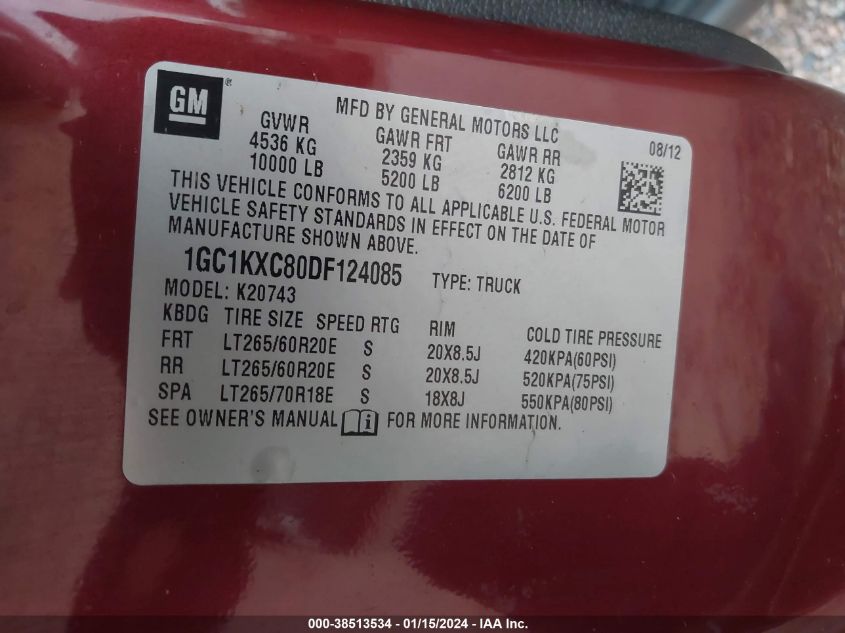 GM ®
MFD BY GENERAL MOTORS LLC
GVWR GAWR FRT GAWR RR 08/12
4536 KG 2359 KG 2812 KG
10000 LB 5200 LB 6200 LB
THIS VEHICLE CONFORMS TO ALL APPLICABLE U.S. FEDERAL MOTOR
VEHICLE SAFETY STANDARDS IN EFFECT ON THE DATE OF
MANUFACTURE SHOWN ABOVE.
1GC1KXC80DF124085 TYPE: TRUCK
MODEL: K20743
KBDG TIRE SIZE SPEED RTG RIM COLD TIRE PRESSURE
FRT LT265/60R20E S 20X8.5J 420KPA(60PSI)
RR LT265/60R20E S 20X8.5J 520KPA(75PSI)
SPA LT265/70R18E S 18X8J 550KPA(80PSI)
SEE OWNER'S MANUAL i FOR MORE INFORMATION.
000-38513534 - 01/15/2024 - IAA Inc.